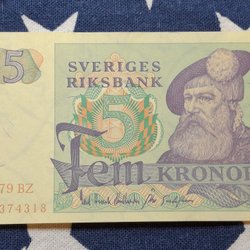 5 SVERIGES
RIKSBANK
5
Fem KRONOR
79 BZ
374318